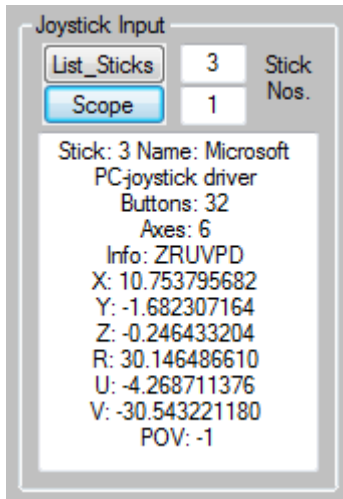 Joystick Input
List_Sticks 3 Stick
Scope 1 Nos.
Stick: 3 Name: Microsoft
PC-joystick driver
Buttons: 32
Axes: 6
Info: ZRUVPD
X: 10.753795682
Y: -1.682307164
Z: -0.246433204
R: 30.146486610
U: -4.268711376
V: -30.543221180
POV: -1